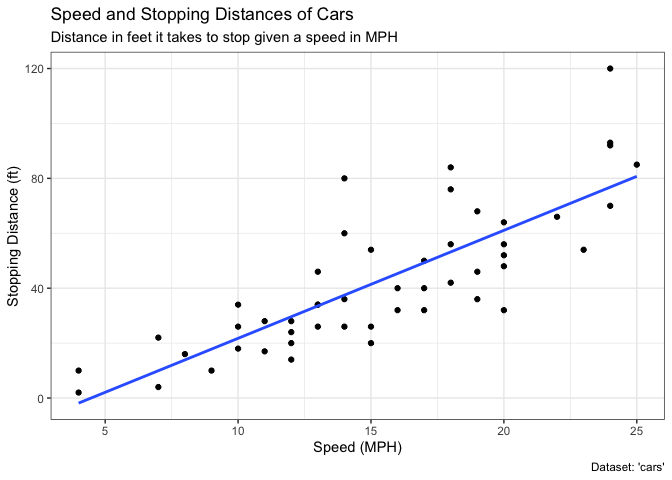 Speed and Stopping Distances of Cars
Distance in feet it takes to stop given a speed in MPH
120
80
40
0
Stopping Distance (ft)
5 10 15 20 25
Speed (MPH)
Dataset: 'cars'